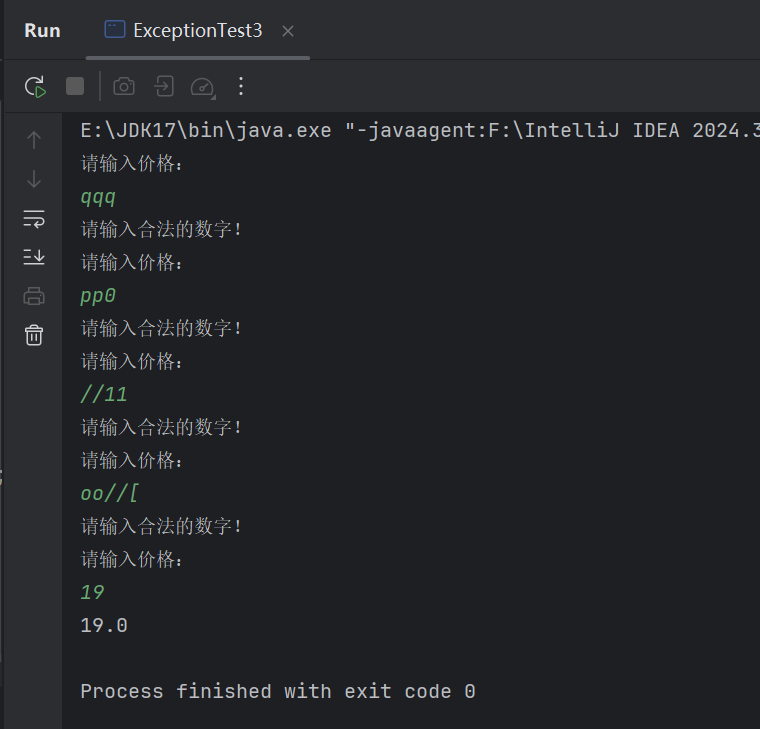 Run
ExceptionTest3
E:\JDK17\bin\java.exe "-javaagent:F:\IntelliJ IDEA 2024.3
请输入价格：
qqq
请输入合法的数字！
请输入价格：
pp0
请输入合法的数字！
请输入价格：
//11
请输入合法的数字！
请输入价格：
oo//[
请输入合法的数字！
请输入价格：
19
19.0
Process finished with exit code 0